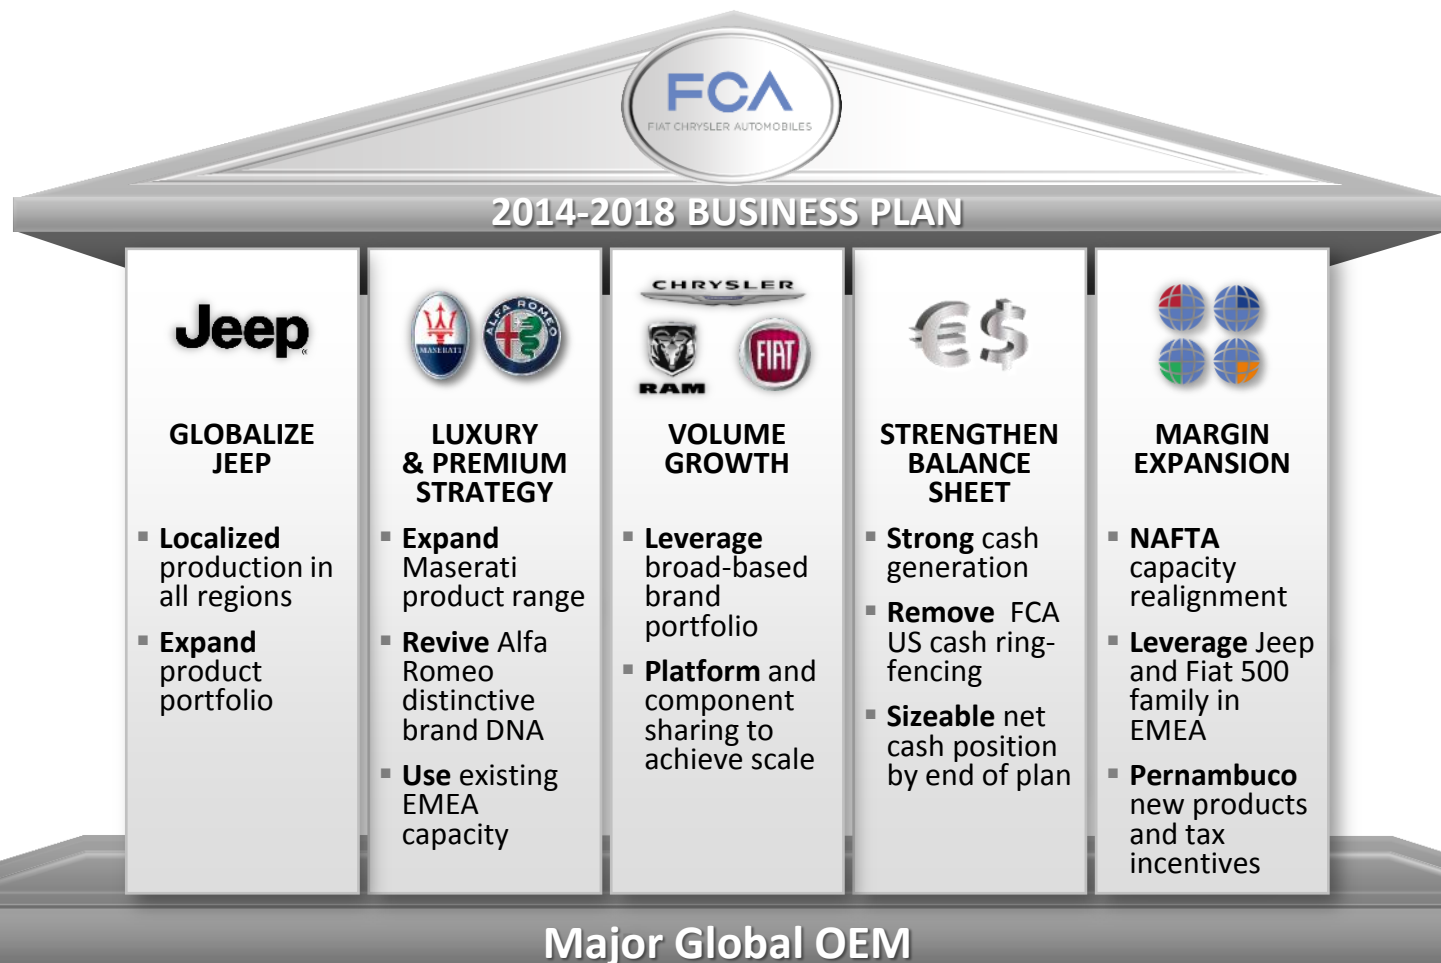 FCA
FIAT CHRYSLER AUTOMOBILES
2014-2018 BUSINESS PLAN
Jeep
GLOBALIZE
JEEP
▪ Localized
production in
all regions
▪ Expand
product
portfolio
MASERATI
ALFA ROMEO
LUXURY
& PREMIUM
STRATEGY
▪ Expand
Maserati
product range
▪ Revive Alfa
Romeo
distinctive
brand DNA
▪ Use existing
EMEA
capacity
CHRYSLER
RAM
FIAT
VOLUME
GROWTH
▪ Leverage
broad-based
brand
portfolio
▪ Platform and
component
sharing to
achieve scale
€$
STRENGTHEN
BALANCE
SHEET
▪ Strong cash
generation
▪ Remove  FCA
US cash ring-
fencing
▪ Sizeable net
cash position
by end of plan
MARGIN
EXPANSION
▪ NAFTA
capacity
realignment
▪ Leverage Jeep
and Fiat 500
family in
EMEA
▪ Pernambuco
new products
and tax
incentives
Major Global OEM